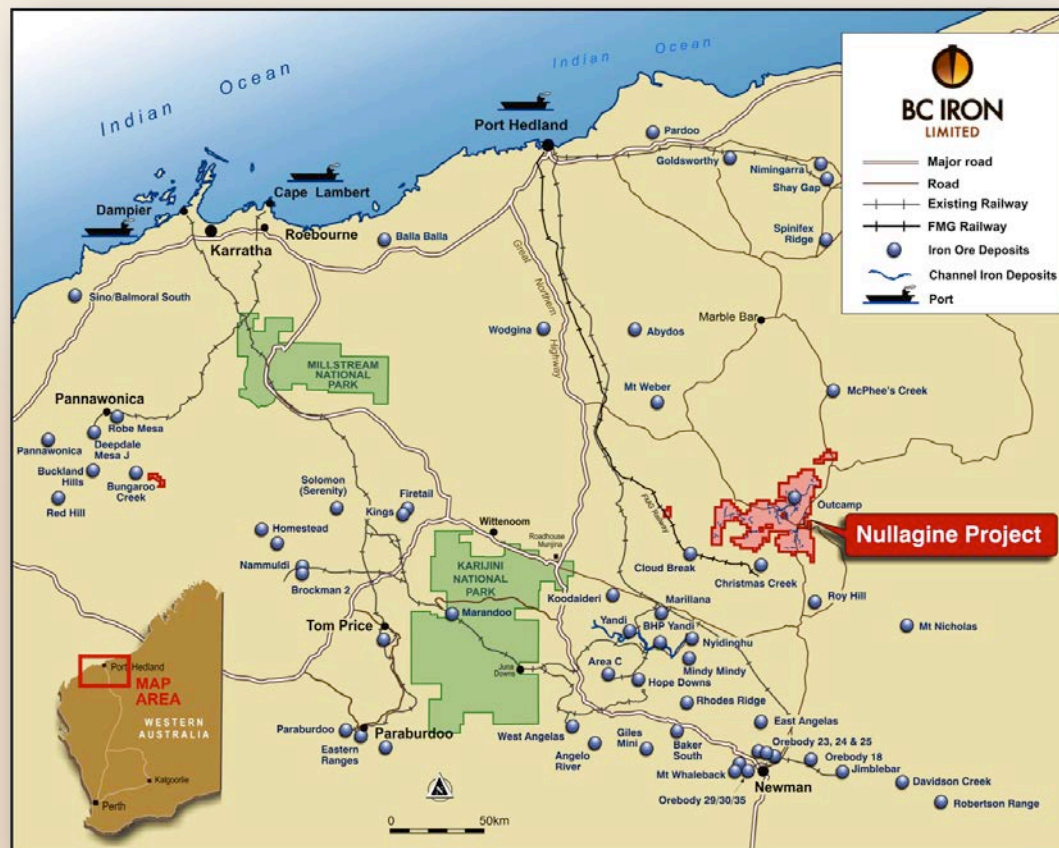 Indian Ocean
Indian Ocean
BC IRON
LIMITED
Major road
Road
Existing Railway
FMG Railway
Iron Ore Deposits
Channel Iron Deposits
Port
Port Hedland
Pardoo
Goldsworthy
Nimingarra
Shay Gap
Spinifex
Ridge
Cape Lambert
Dampier
Roebourne
Karratha
Balla Balla
Sino/Balmoral South
Great Northern Highway
Wodgina
Abydos
Marble Bar
MILLSTREAM
NATIONAL
PARK
Mt Weber
McPhee's Creek
Pannawonica
Robe Mesa
Pannawonica
Deepdale
Mesa J
Buckland
Hills
Bungaroo
Creek
Red Hill
Solomon
(Serenity)
Firetail
Kings
Outcamp
Nullagine Project
FMG Railway
Homestead
Wittenoom
Roadhouse
Munjina
Nammuldi
Brockman 2
KARIJINI
NATIONAL
PARK
Cloud Break
Christmas Creek
Koodaideri
Marillana
Roy Hill
Marandoo
Yandi
BHP Yandi
Nyidinghu
Mt Nicholas
Tom Price
Juna
Downs
Area C
Mindy Mindy
Hope Downs
Rhodes Ridge
Port Hedland
MAP
AREA
WESTERN
AUSTRALIA
Kalgoorlie
Perth
Paraburdoo
Paraburdoo
Eastern
Ranges
West Angelas
Angelo
River
Giles
Mini
Baker
South
East Angelas
Orebody 23, 24 & 25
Orebody 18
Jimblebar
Mt Whaleback
Newman
Orebody 29/30/35
Davidson Creek
Robertson Range
N
0 50km